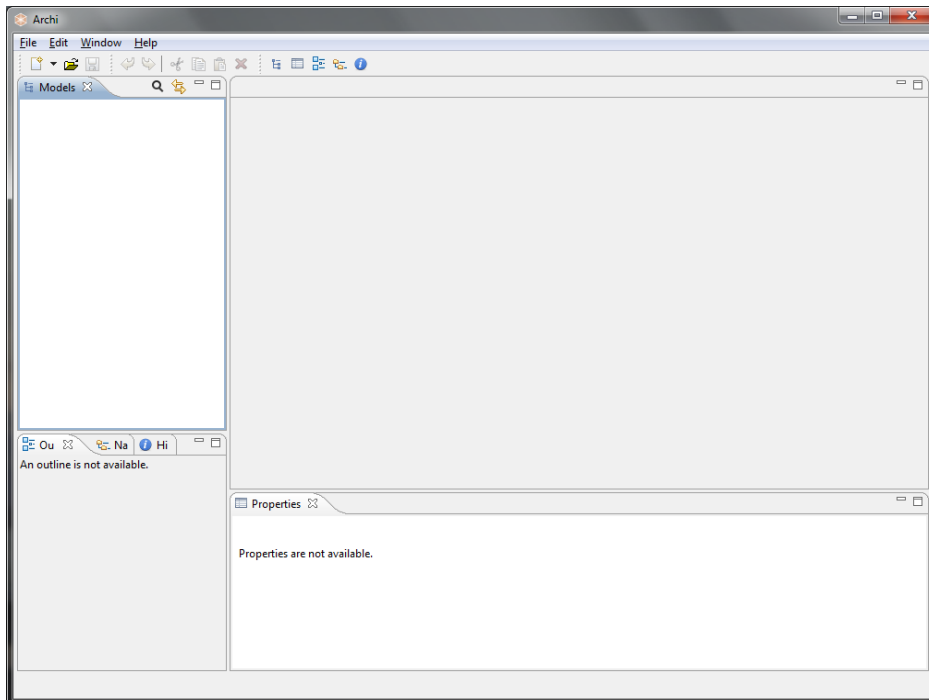 Archi
File Edit Window Help
Models
Ou Na Hi
An outline is not available.
Properties
Properties are not available.